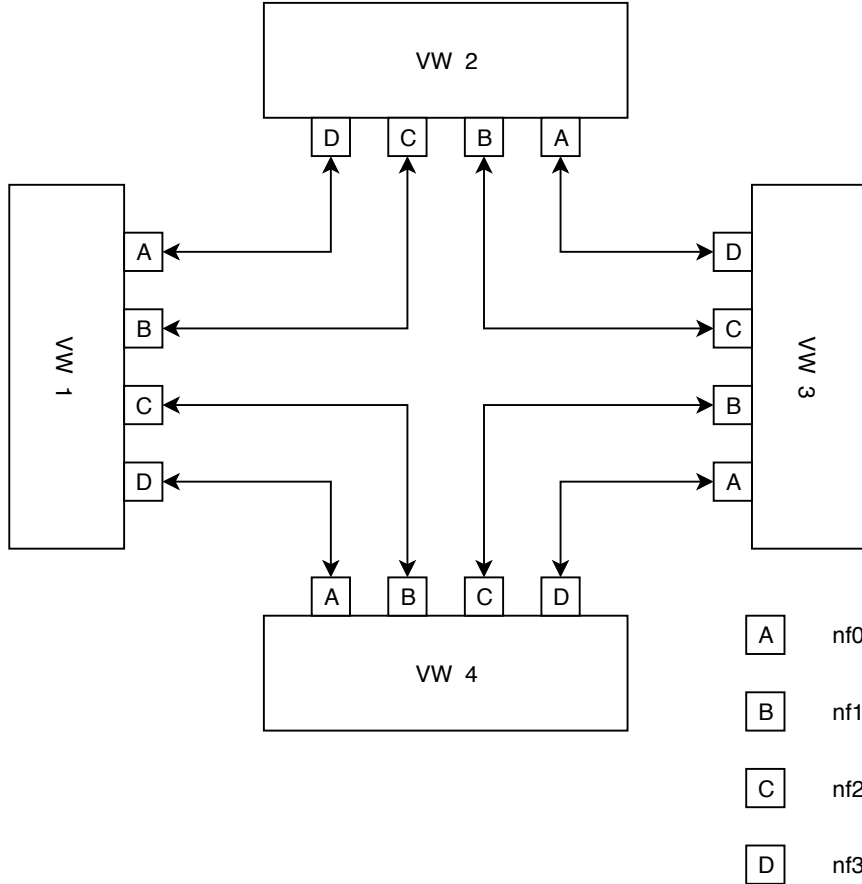 VW 2
D C B A
A
B
C
D
VW 1
D
C
B
A
VW 3
A B C D
VW 4
A nf0
B nf1
C nf2
D nf3